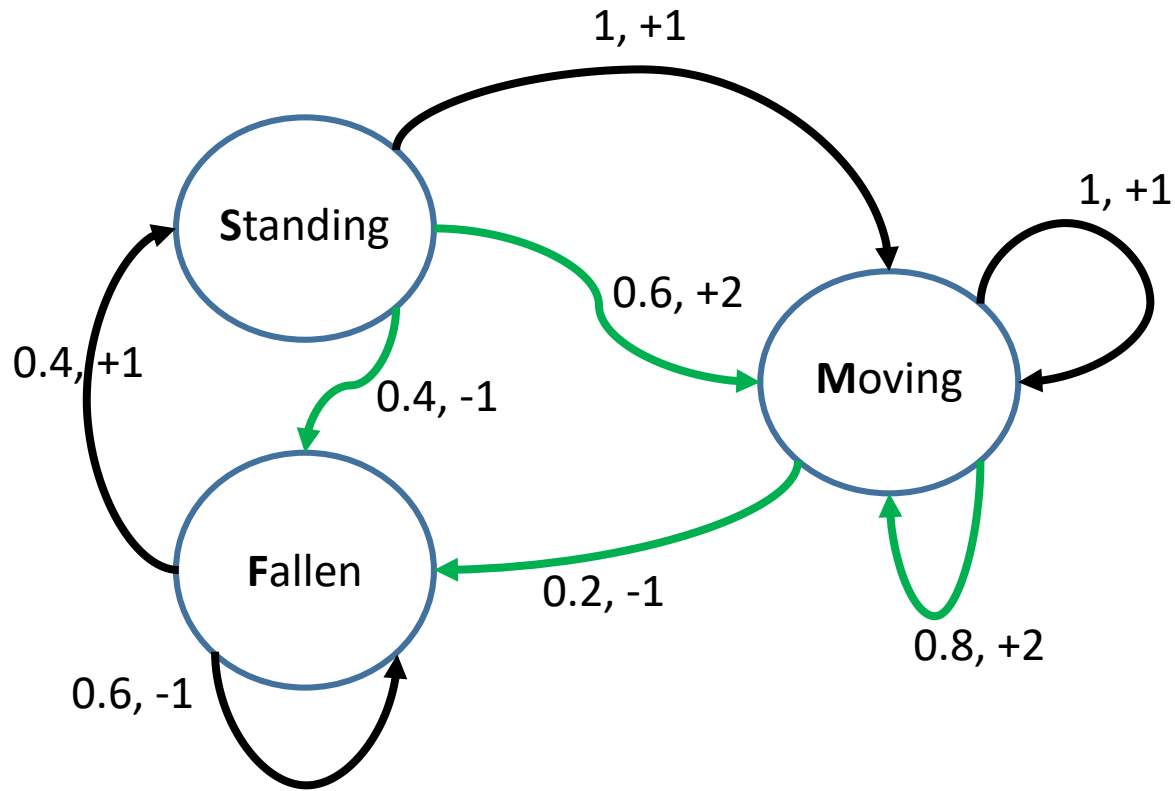 1, +1
1, +1
Standing
0.6, +2
0.4, +1
Moving
0.4, -1
Fallen
0.2, -1
0.8, +2
0.6, -1